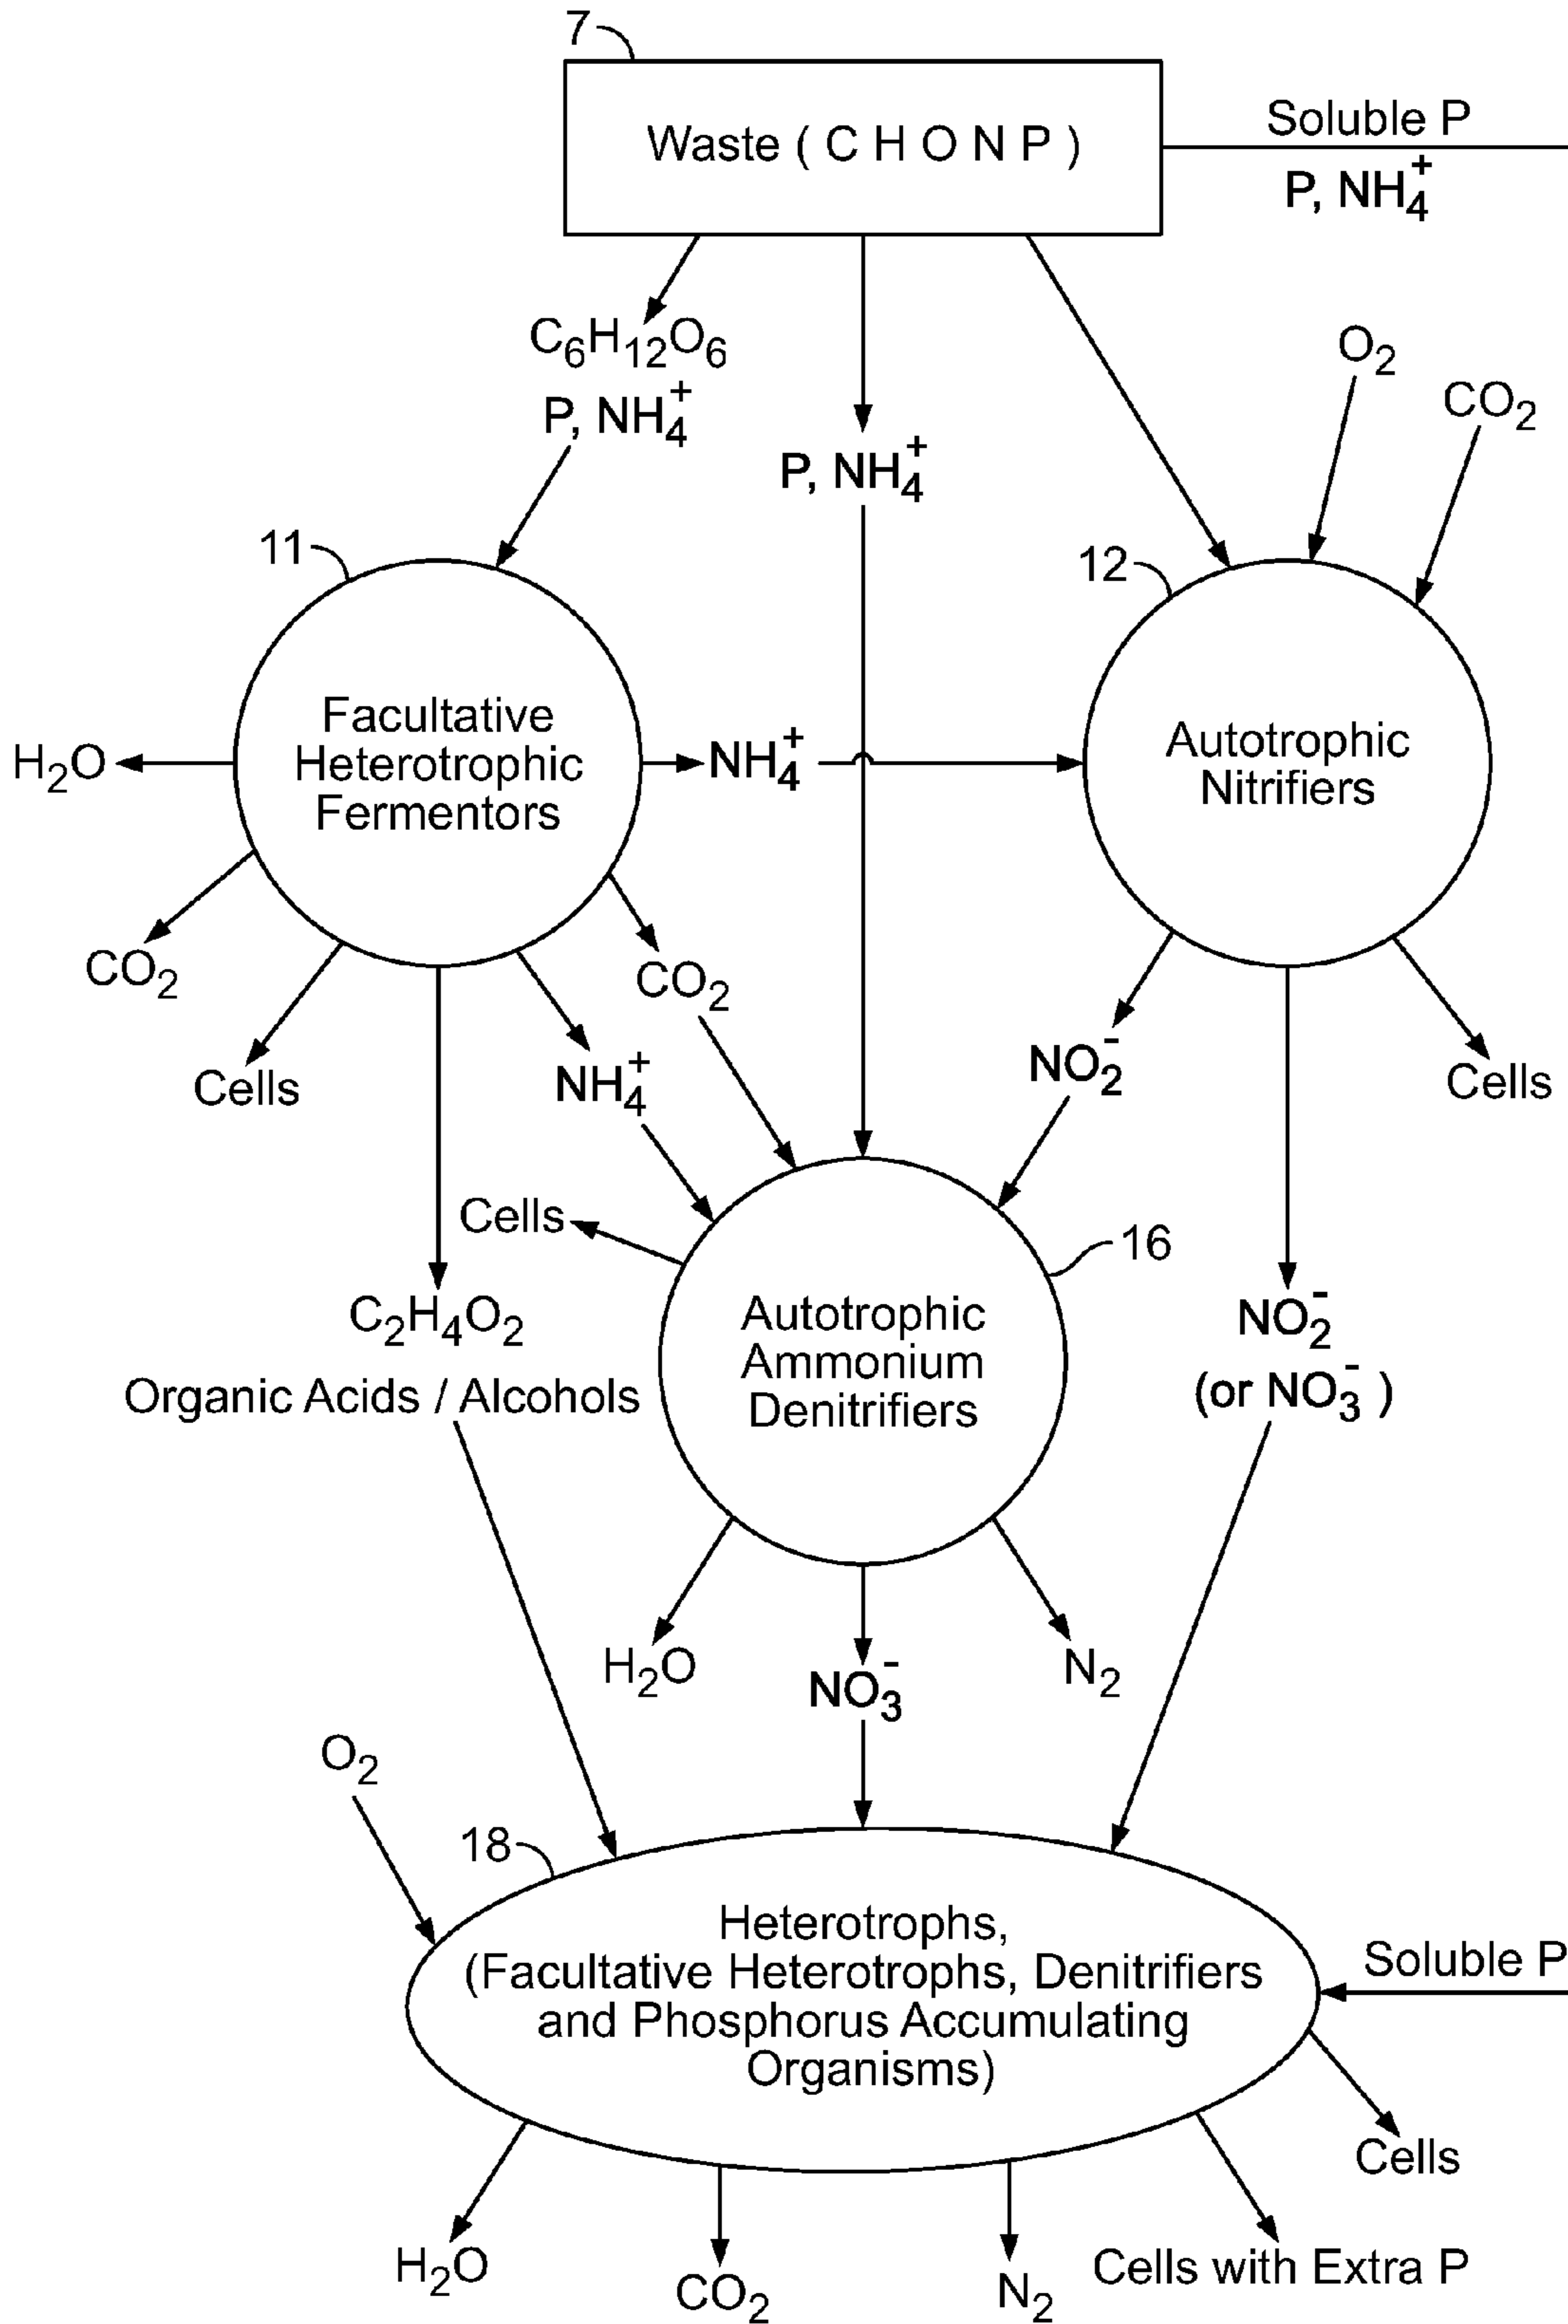 7
Waste ( C H O N P )
Soluble P
P, NH₄⁺
C₆H₁₂O₆
P, NH₄⁺
O₂
CO₂
P, NH₄⁺
11
12
Facultative
Heterotrophic
Fermentors
H₂O
NH₄⁺
Autotrophic
Nitrifiers
CO₂
CO₂
Cells
NH₄⁺
NO₂⁻
Cells
Cells
16
C₂H₄O₂
Organic Acids / Alcohols
Autotrophic
Ammonium
Denitrifiers
NO₂⁻
(or NO₃⁻ )
H₂O
NO₃⁻
N₂
O₂
18
Heterotrophs,
(Facultative Heterotrophs, Denitrifiers
and Phosphorus Accumulating
Organisms)
Soluble P
Cells
H₂O
CO₂
N₂
Cells with Extra P